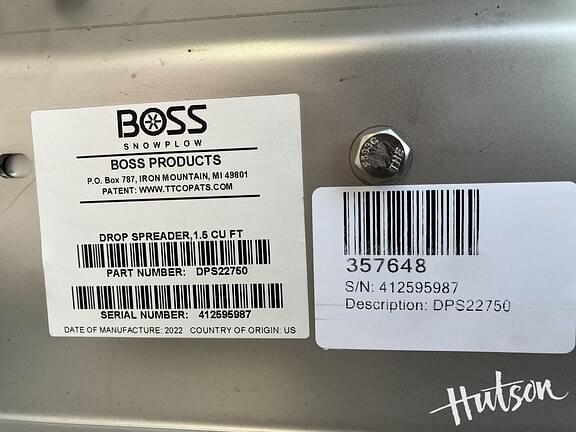 BOSS
SNOWPLOW
BOSS PRODUCTS
P.O. Box 787, IRON MOUNTAIN, MI 49801
PATENT: WWW.TTCOPATS.COM
DROP SPREADER,1.5 CU FT
PART NUMBER: DPS22750
SERIAL NUMBER: 412595987
DATE OF MANUFACTURE: 2022 COUNTRY OF ORIGIN: US
THE
357648
S/N: 412595987
Description: DPS22750
Hutson